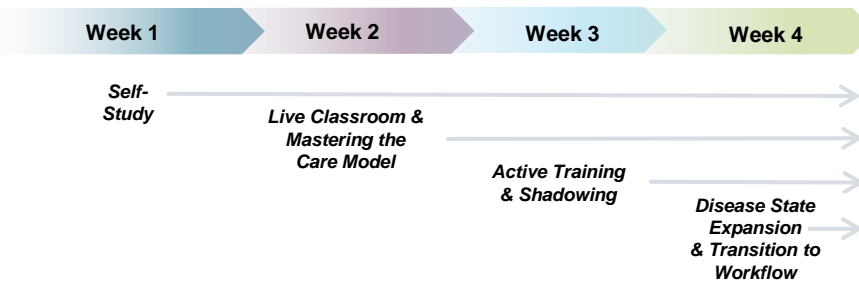 Week 1
Week 2
Week 3
Week 4
Self-
Study
Live Classroom &
Mastering the
Care Model
Active Training
& Shadowing
Disease State
Expansion
& Transition to
Workflow